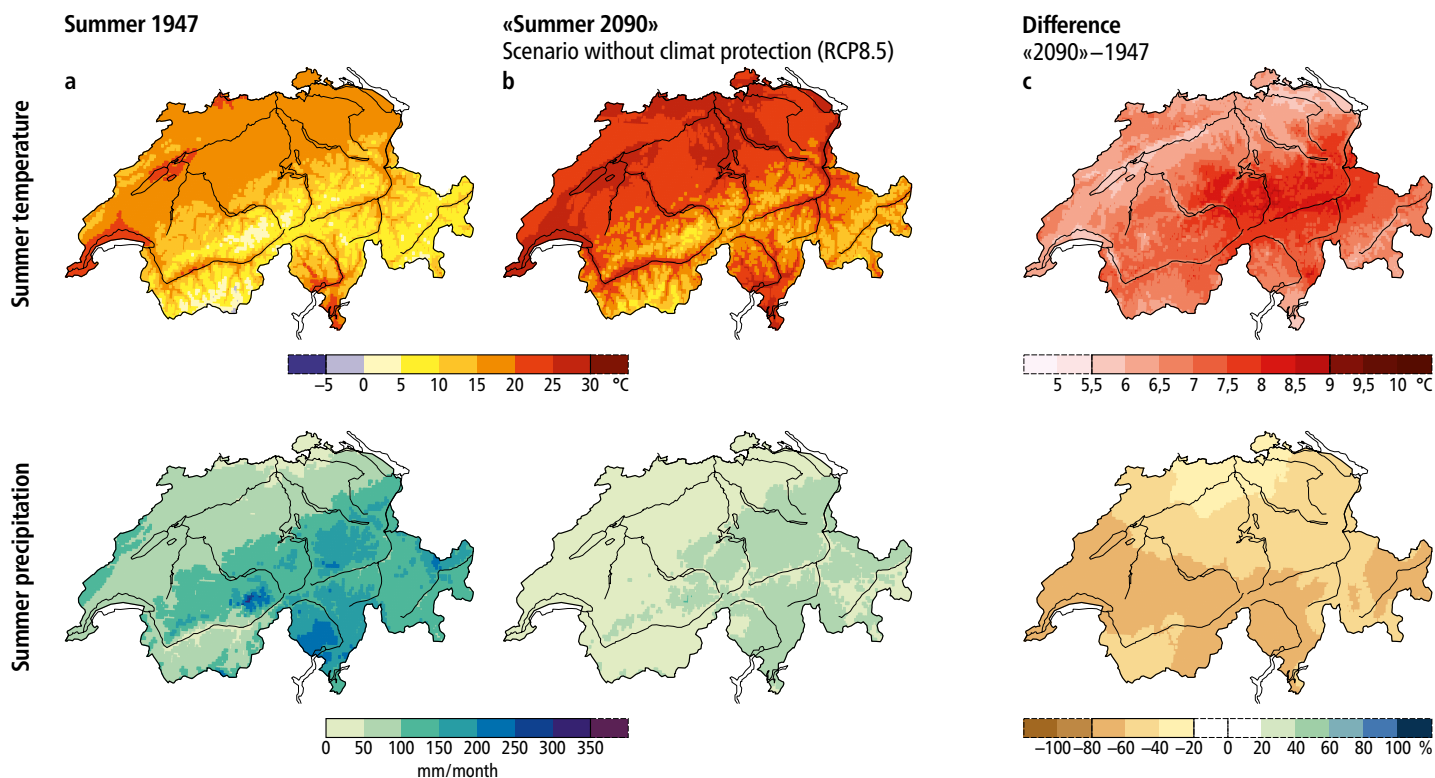 Summer 1947
«Summer 2090»
Scenario without climat protection (RCP8.5)
Difference
«2090»–1947
a
b
c
Summer temperature
–5 0 5 10 15 20 25 30 °C
5 5,5 6 6,5 7 7,5 8 8,5 9 9,5 10 °C
Summer precipitation
0 50 100 150 200 250 300 350
mm/month
–100 –80 –60 –40 –20 0 20 40 60 80 100 %